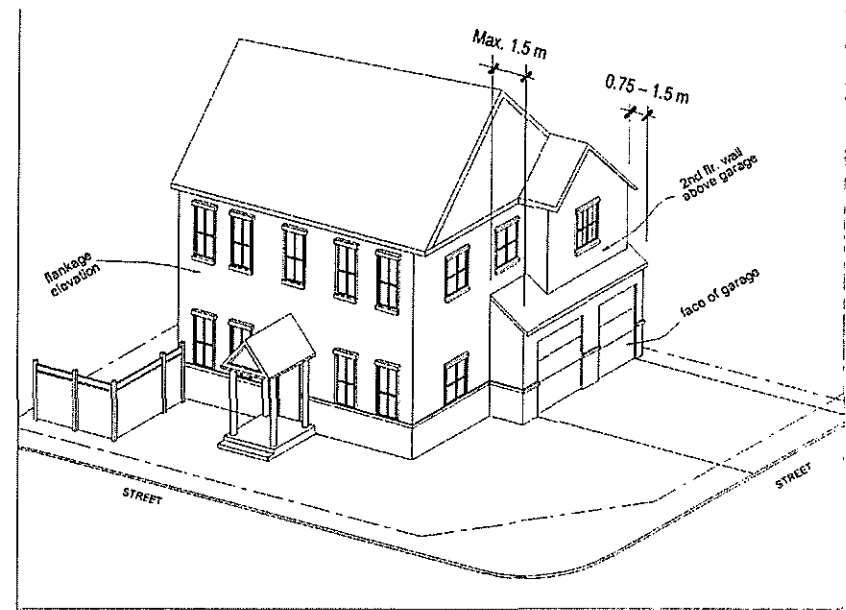 Max. 1.5 m
0.75 – 1.5 m
2nd flr. wall
above garage
flankage
elevation
face of garage
STREET
STREET